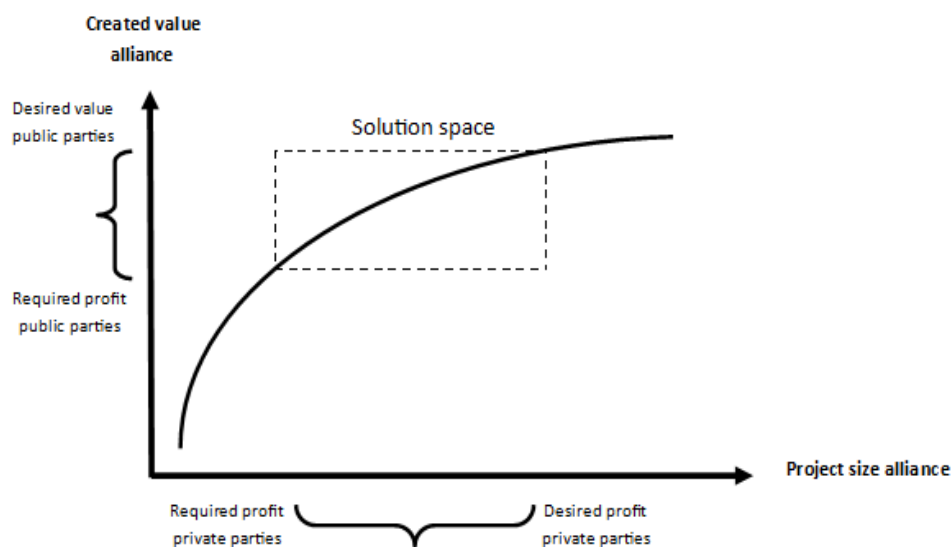 Created value
alliance
Desired value
public parties
Solution space
Required profit
public parties
Project size alliance
Required profit
private parties
Desired profit
private parties